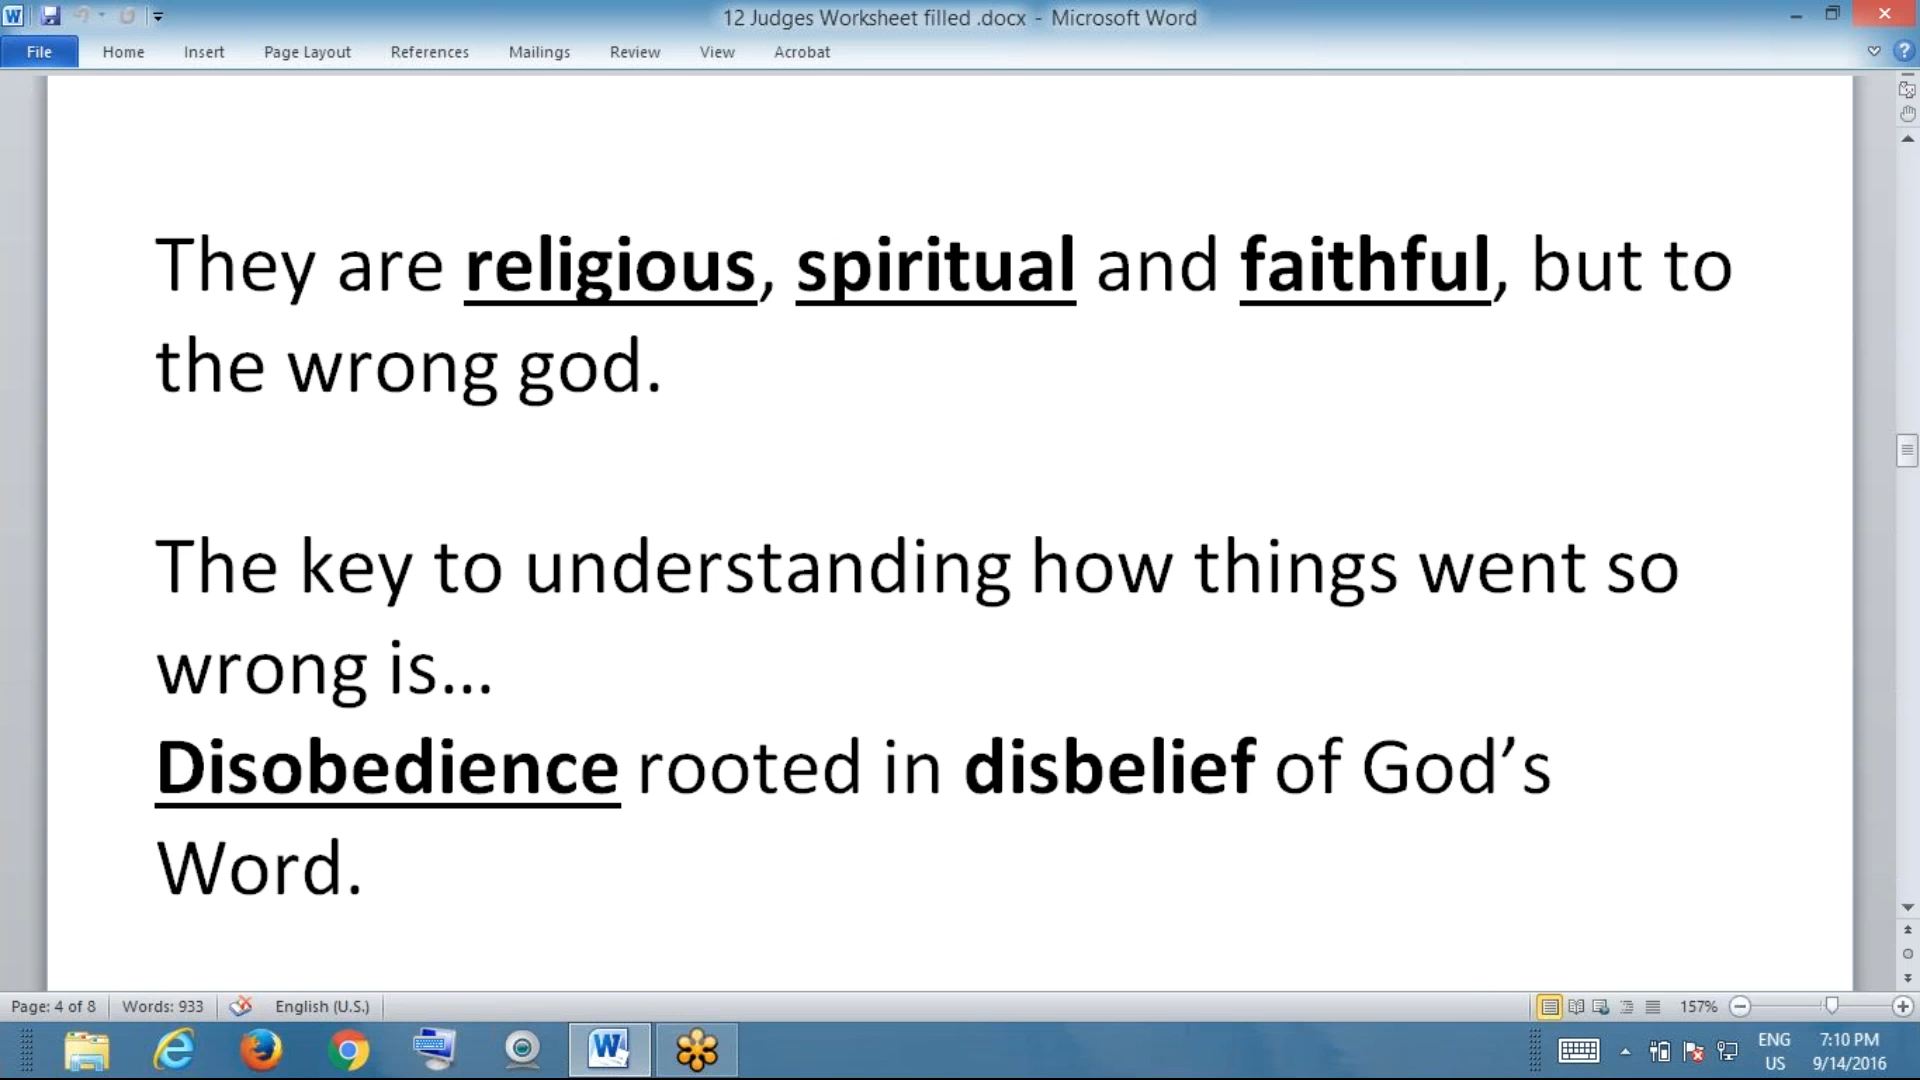 12 Judges Worksheet filled .docx - Microsoft Word
File Home Insert Page Layout References Mailings Review View Acrobat
They are religious, spiritual and faithful, but to
the wrong god.
The key to understanding how things went so
wrong is...
Disobedience rooted in disbelief of God’s
Word.
Page: 4 of 8 Words: 933 English (U.S.) 157%
ENG 7:10 PM
US 9/14/2016